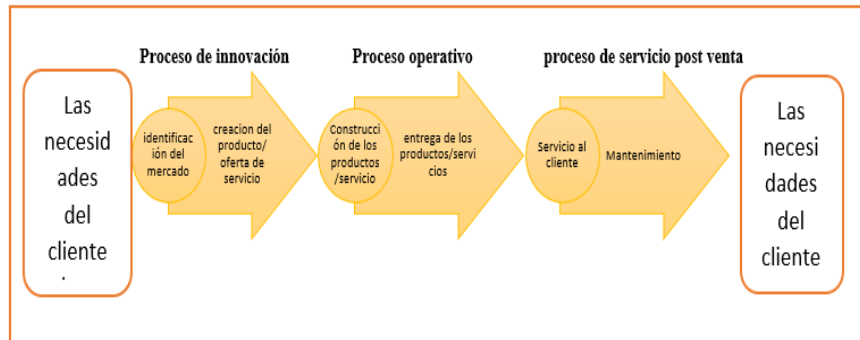 Proceso de innovación
Proceso operativo
proceso de servicio post venta
Las
necesid
ades
del
cliente
.
identificac
ión del
mercado
creacion del
producto/
oferta de
servicio
Construcci
ón de los
productos
/servicio
entrega de los
productos/servi
cios
Servicio al
cliente
Mantenimiento
Las
necesi
dades
del
cliente